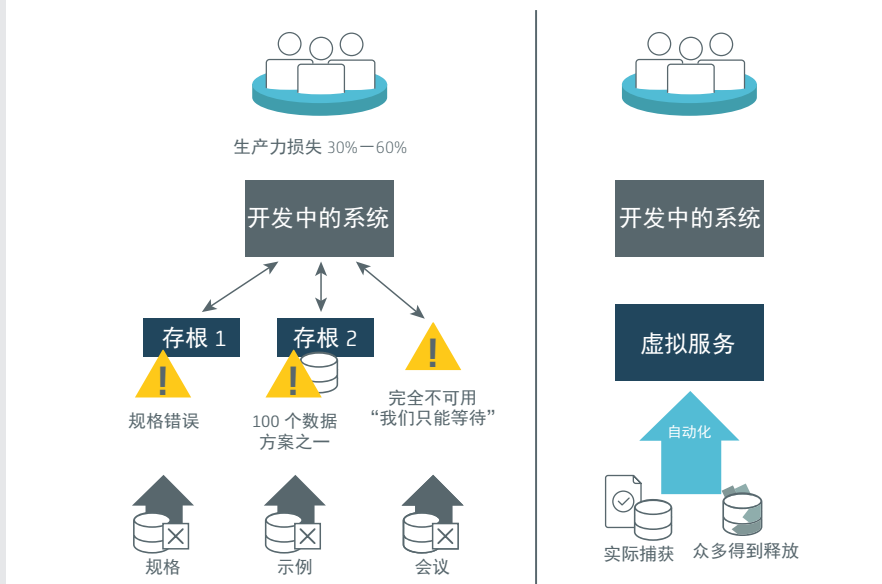 生产力损失 30%—60%
开发中的系统
存根 1
存根 2
规格错误
100 个数据
方案之一
完全不可用
“我们只能等待”
规格
示例
会议
开发中的系统
虚拟服务
自动化
实际捕获
众多得到释放